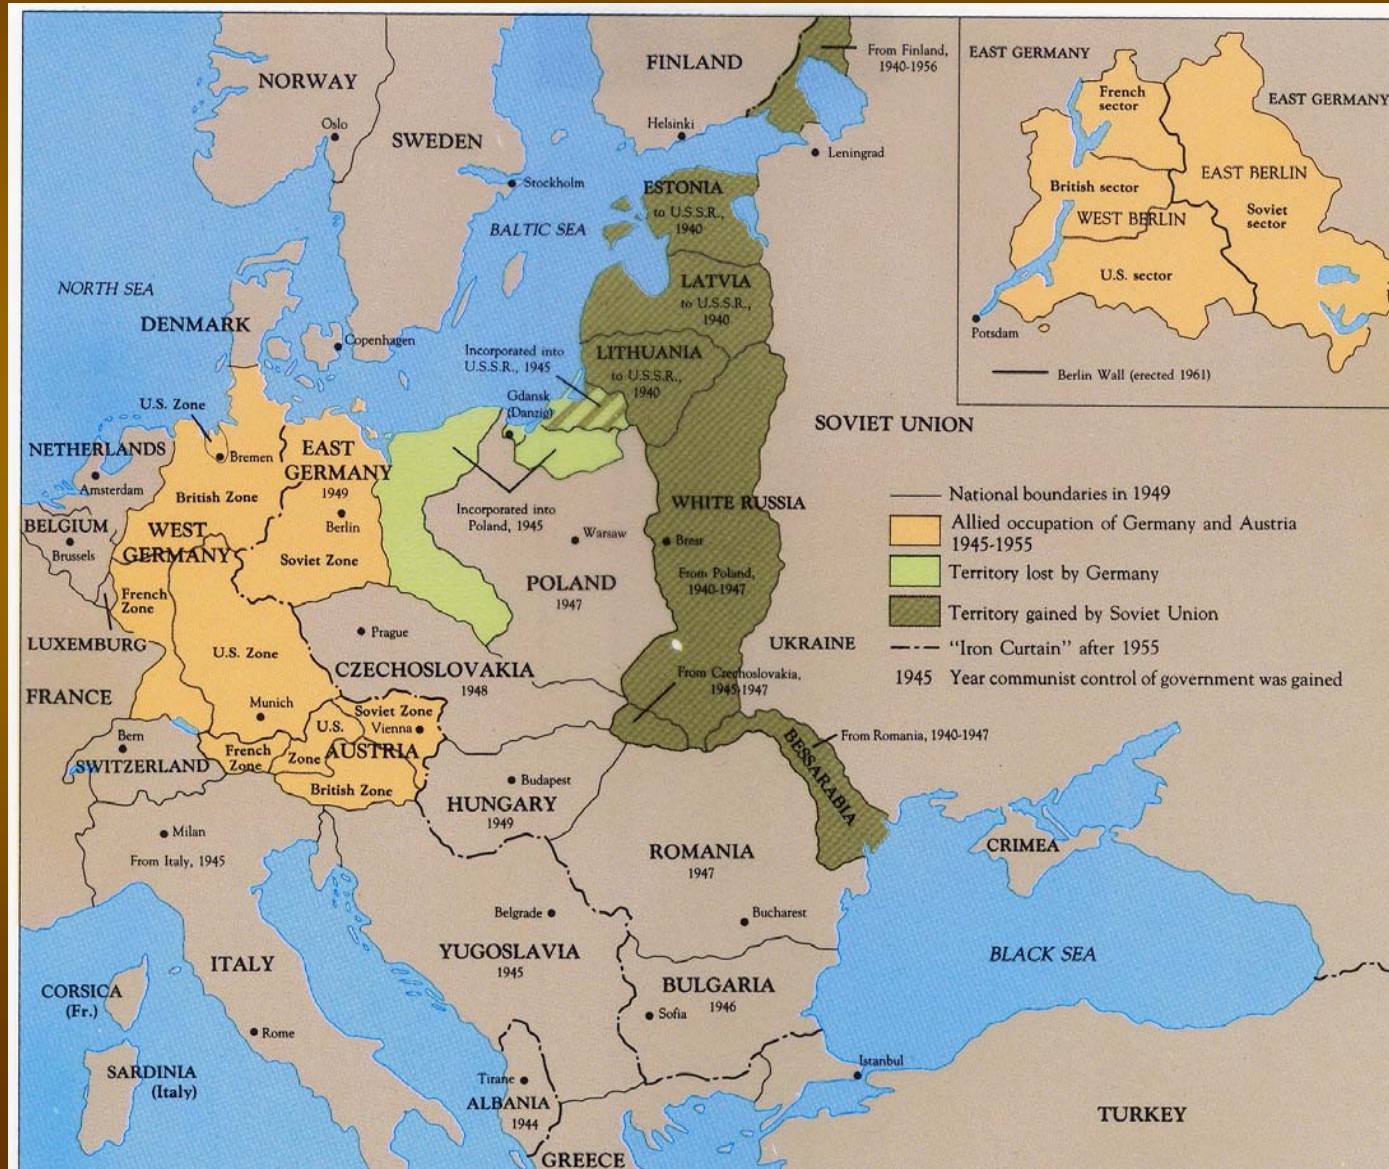 NORWAY
Oslo
SWEDEN
Stockholm
FINLAND
Helsinki
From Finland,
1940-1956
Leningrad
ESTONIA
to U.S.S.R.,
1940
BALTIC SEA
NORTH SEA
LATVIA
to U.S.S.R.,
1940
DENMARK
Copenhagen
Incorporated into
U.S.S.R., 1945
LITHUANIA
to U.S.S.R.,
1940
Gdansk
(Danzig)
U.S. Zone
NETHERLANDS
Amsterdam
Bremen
EAST
GERMANY
1949
Berlin
British Zone
Soviet Zone
BELGIUM
Brussels
WEST
GERMANY
Incorporated into
Poland, 1945
Warsaw
POLAND
1947
WHITE RUSSIA
Brest
From Poland,
1940-1947
SOVIET UNION
French
Zone
LUXEMBURG
U.S. Zone
Prague
CZECHOSLOVAKIA
1948
UKRAINE
From Czechoslovakia,
1945-1947
FRANCE
Munich
Soviet Zone
Vienna
U.S.
Zone
AUSTRIA
French
Zone
British Zone
Bern
SWITZERLAND
Budapest
HUNGARY
1949
From Romania, 1940-1947
BESSARABIA
Milan
From Italy, 1945
ROMANIA
1947
Bucharest
CRIMEA
Belgrade
YUGOSLAVIA
1945
BLACK SEA
ITALY
Rome
CORSICA
(Fr.)
SARDINIA
(Italy)
BULGARIA
1946
Sofia
Tirane
ALBANIA
1944
GREECE
Istanbul
TURKEY
EAST GERMANY
EAST GERMANY
French
sector
British sector
WEST BERLIN
U.S. sector
EAST BERLIN
Soviet
sector
Potsdam
Berlin Wall (erected 1961)
National boundaries in 1949
Allied occupation of Germany and Austria
1945-1955
Territory lost by Germany
Territory gained by Soviet Union
"Iron Curtain" after 1955
1945 Year communist control of government was gained